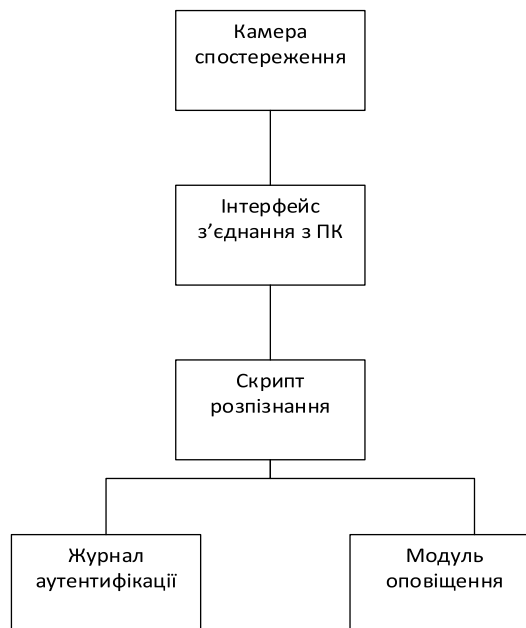 Камера
спостереження
Інтерфейс
з’єднання з ПК
Скрипт
розпізнання
Журнал
аутентифікації
Модуль
оповіщення